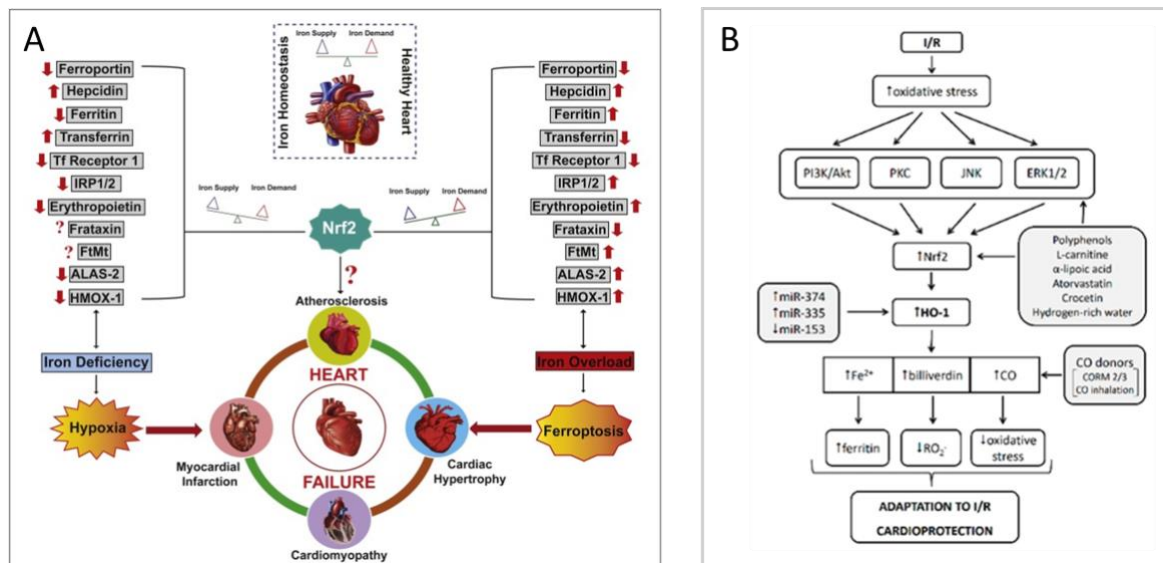 A
Iron Homeostasis
Iron Supply
Iron Demand
Healthy Heart
Ferroportin
Hepcidin
Ferritin
Transferrin
Tf Receptor 1
IRP1/2
Erythropoietin
? Frataxin
? FtMt
ALAS-2
HMOX-1
Iron Supply
Iron Demand
Nrf2
?
Iron Supply
Iron Demand
Ferroportin
Hepcidin
Ferritin
Transferrin
Tf Receptor 1
IRP1/2
Erythropoietin
Frataxin
FtMt
ALAS-2
HMOX-1
Iron Deficiency
Hypoxia
Iron Overload
Ferroptosis
Atherosclerosis
HEART
FAILURE
Myocardial
Infarction
Cardiac
Hypertrophy
Cardiomyopathy
B
I/R
↑oxidative stress
PI3K/Akt
PKC
JNK
ERK1/2
↑Nrf2
Polyphenols
L-carnitine
α-lipoic acid
Atorvastatin
Crocetin
Hydrogen-rich water
↑miR-374
↑miR-335
↓miR-153
↑HO-1
↑Fe²⁺
↑billiverdin
↑CO
CO donors
CORM 2/3
CO inhalation
↑ferritin
↓RO₂⁻
↓oxidative
stress
ADAPTATION TO I/R
CARDIOPROTECTION